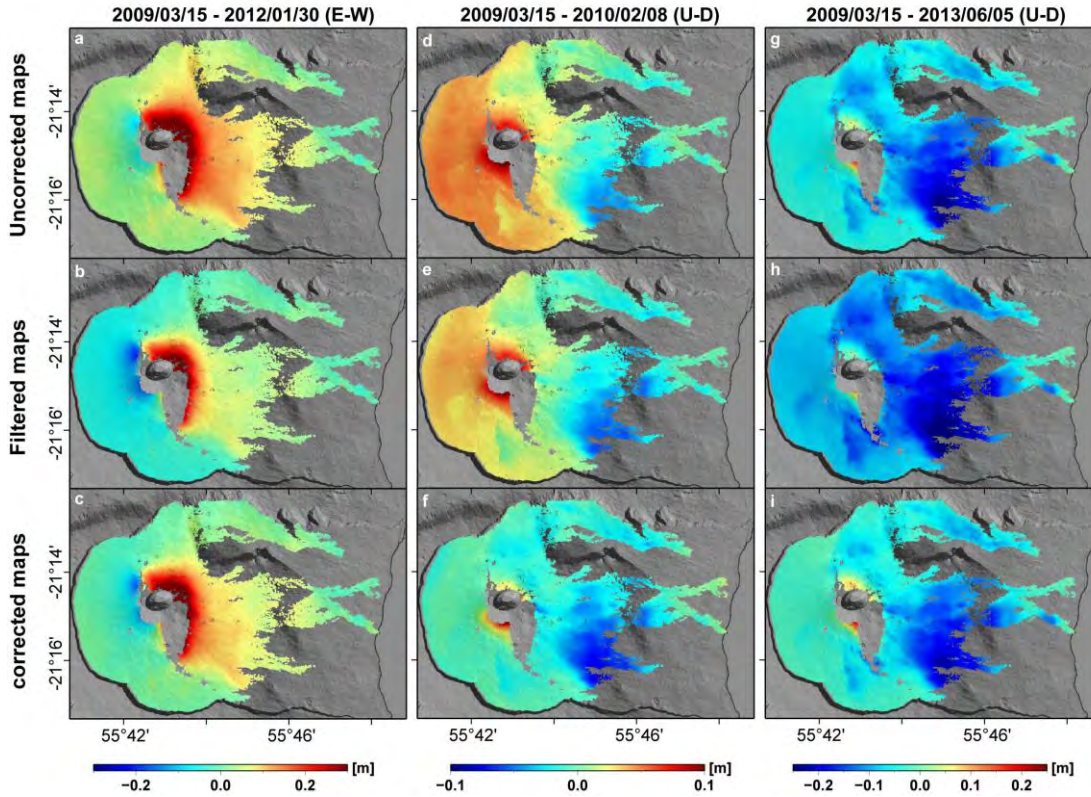 2009/03/15 - 2012/01/30 (E-W)
2009/03/15 - 2010/02/08 (U-D)
2009/03/15 - 2013/06/05 (U-D)
Uncorrected maps
a
d
g
-21°14'
-21°16'
Filtered maps
b
e
h
-21°14'
-21°16'
corrected maps
c
f
i
-21°14'
-21°16'
55°42' 55°46'
55°42' 55°46'
55°42' 55°46'
[m]
−0.2 0.0 0.2
[m]
−0.1 0.0 0.1
[m]
−0.2 −0.1 0.0 0.1 0.2